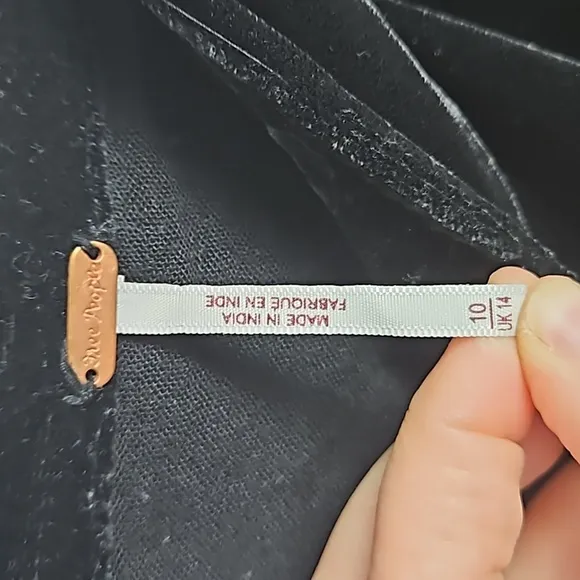 Free People
MADE IN INDIA
FABRIQUE EN INDE
10
UK 14